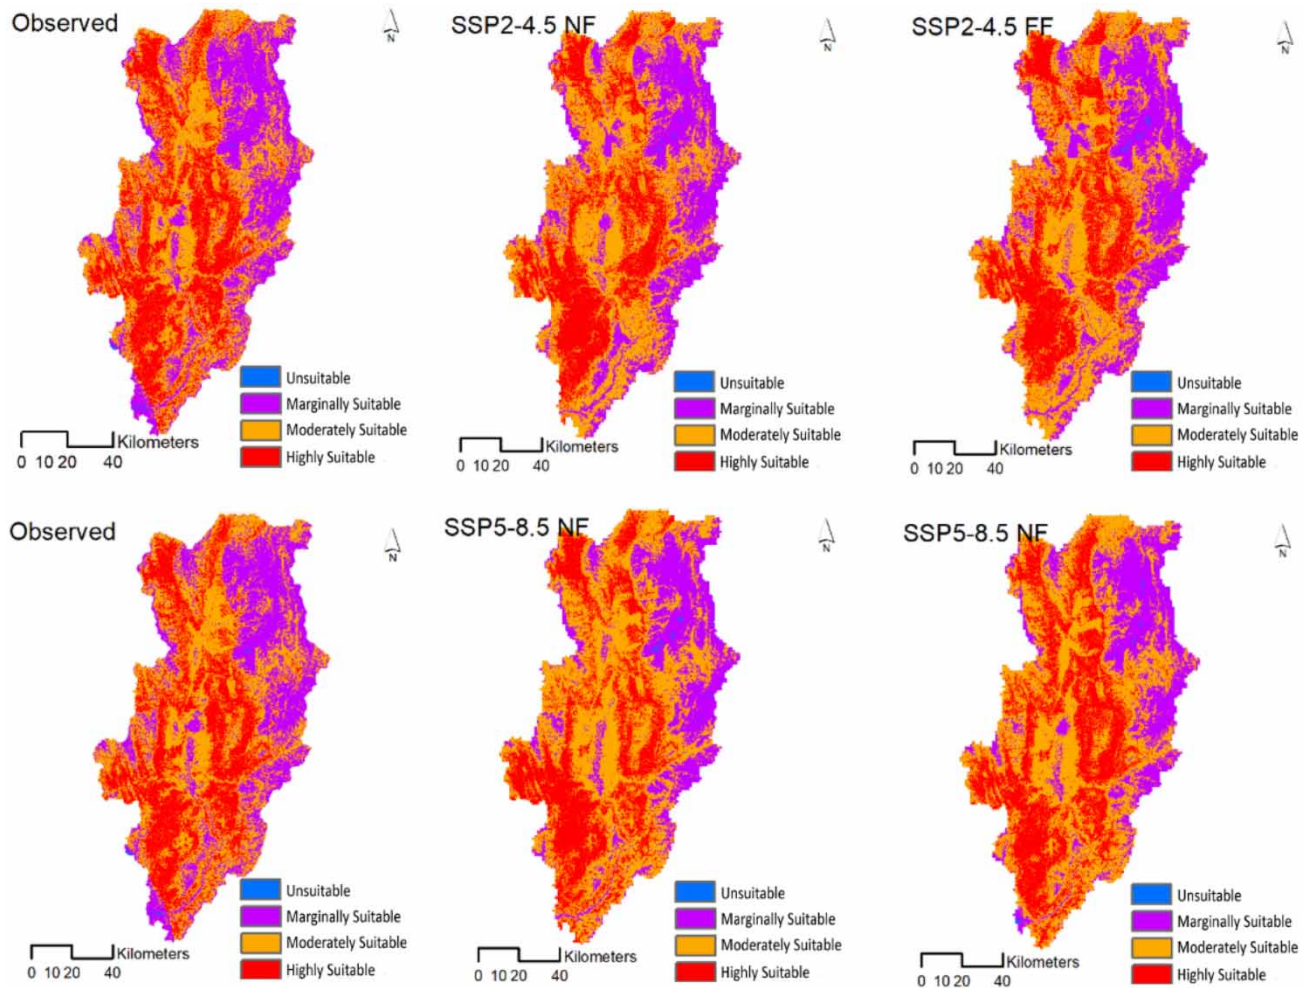 Observed
N
Unsuitable
Marginally Suitable
Moderately Suitable
Highly Suitable
Kilometers
0 10 20 40
SSP2-4.5 NF
N
Unsuitable
Marginally Suitable
Moderately Suitable
Highly Suitable
Kilometers
0 10 20 40
SSP2-4.5 FF
N
Unsuitable
Marginally Suitable
Moderately Suitable
Highly Suitable
Kilometers
0 10 20 40
Observed
N
Unsuitable
Marginally Suitable
Moderately Suitable
Highly Suitable
Kilometers
0 10 20 40
SSP5-8.5 NF
N
Unsuitable
Marginally Suitable
Moderately Suitable
Highly Suitable
Kilometers
0 10 20 40
SSP5-8.5 NF
N
Unsuitable
Marginally Suitable
Moderately Suitable
Highly Suitable
Kilometers
0 10 20 40